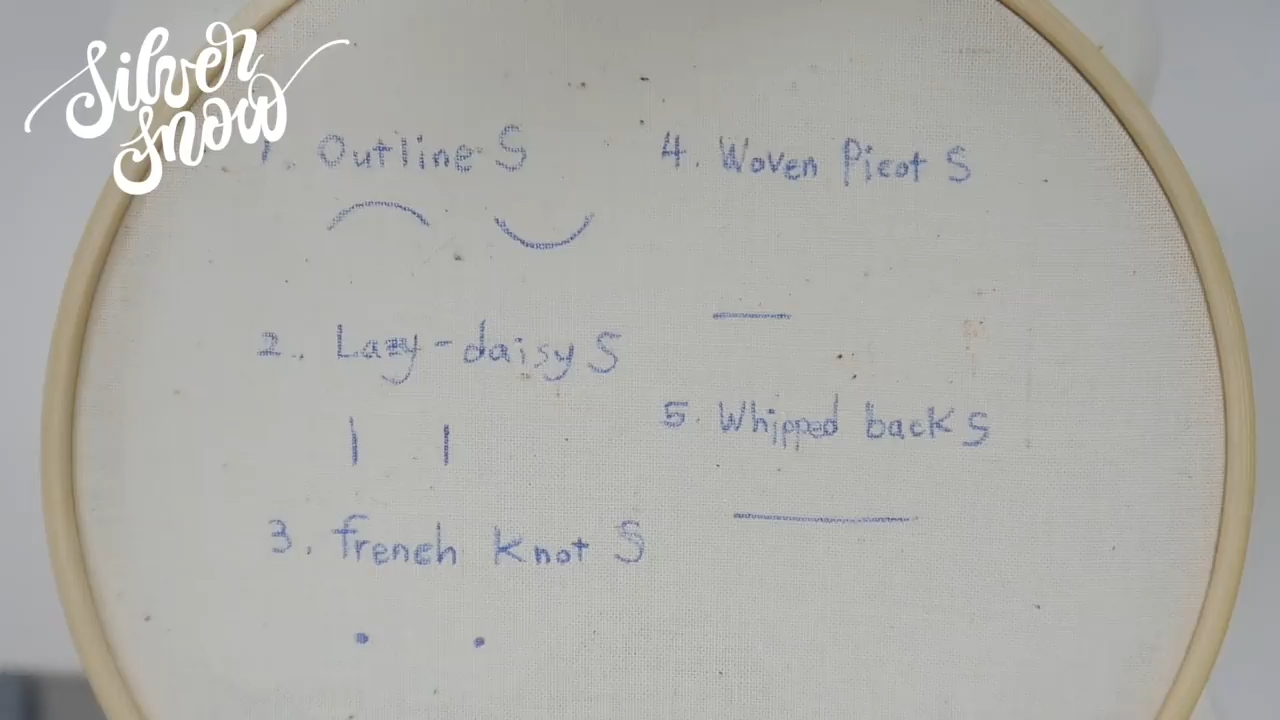 Silver
Snow
1. Outline S
2. Lazy-daisy S
3. french knot S
4. Woven Picot S
5. Whipped back S